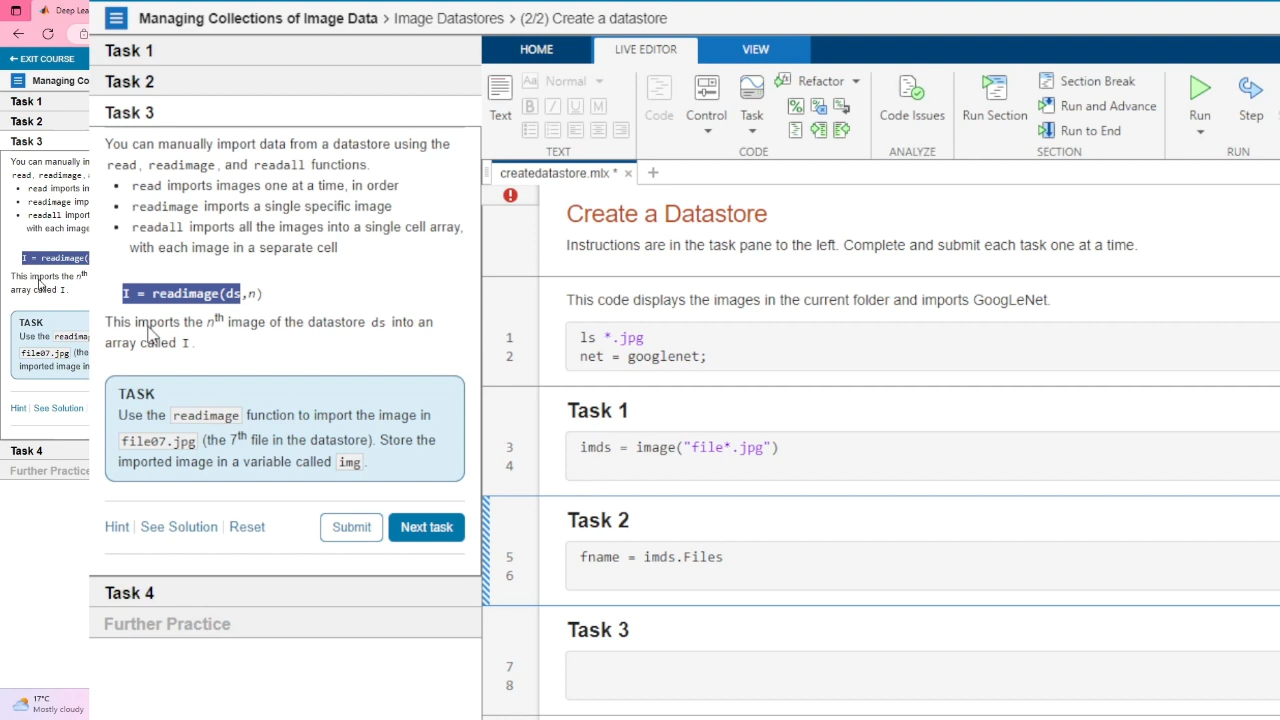 Deep Lea
EXIT COURSE
Managing Co
Task 1
Task 2
Task 3
You can manually in
read, readimage,
read imports in
readimage imp
readall import
with each image
I = readimage(
This imports the nth
array called I.
TASK
Use the readimag
file07.jpg (the
imported image in
Hint | See Solution
Task 4
Further Practice
17°C
Mostly cloudy
Managing Collections of Image Data > Image Datastores > (2/2) Create a datastore
Task 1
Task 2
Task 3
You can manually import data from a datastore using the
read, readimage, and readall functions.
• read imports images one at a time, in order
• readimage imports a single specific image
• readall imports all the images into a single cell array,
with each image in a separate cell
I = readimage(ds,n)
This imports the nth image of the datastore ds into an
array called I.
TASK
Use the readimage function to import the image in
file07.jpg (the 7th file in the datastore). Store the
imported image in a variable called img.
Hint | See Solution | Reset
Submit
Next task
Task 4
Further Practice
HOME
LIVE EDITOR
VIEW
Text
Aa Normal
B I U M
TEXT
Code
Control
Task
Refactor
CODE
Code Issues
ANALYZE
Run Section
Section Break
Run and Advance
Run to End
SECTION
Run
Step
RUN
createdatastore.mlx * ×
+
Create a Datastore
Instructions are in the task pane to the left. Complete and submit each task one at a time.
This code displays the images in the current folder and imports GoogLeNet.
1 ls *.jpg
2 net = googlenet;
Task 1
3 imds = image("file*.jpg")
4
Task 2
5 fname = imds.Files
6
Task 3
7
8